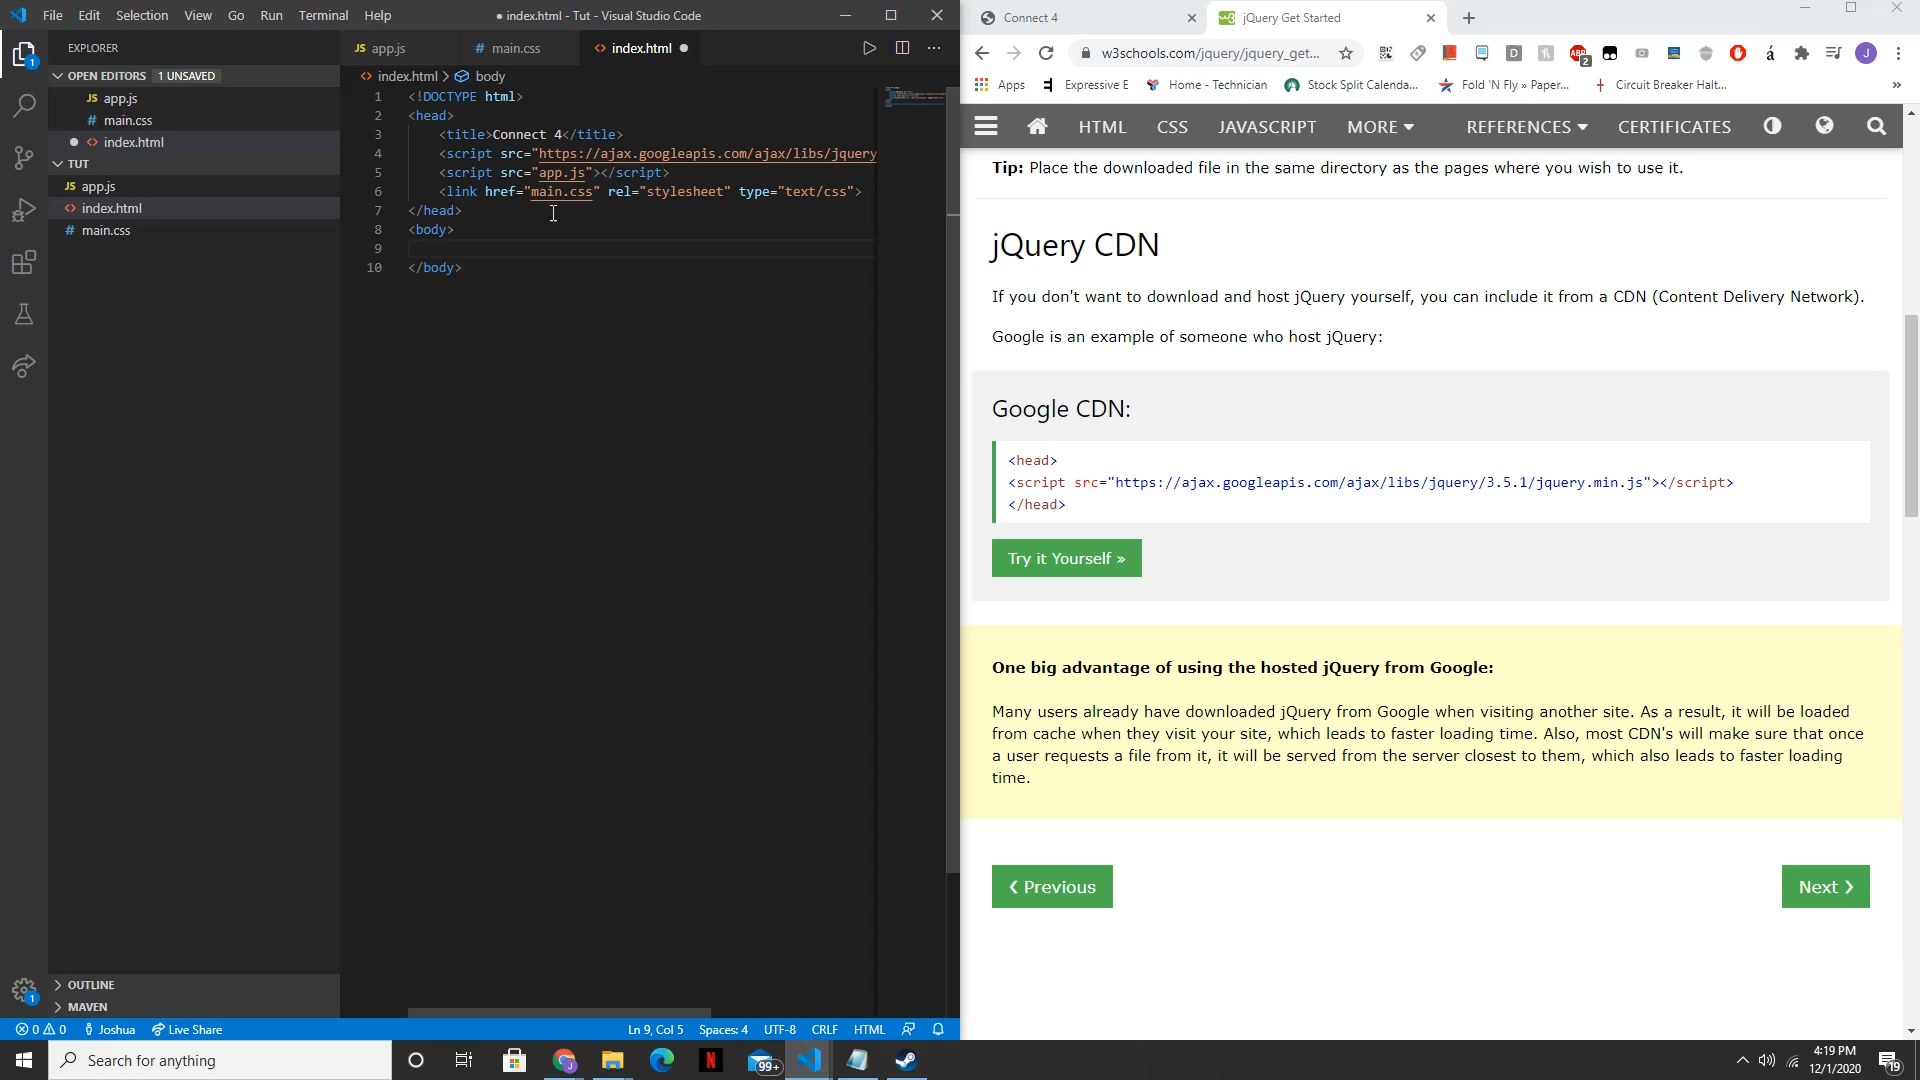 File Edit Selection View Go Run Terminal Help
● index.html - Tut - Visual Studio Code
EXPLORER
OPEN EDITORS 1 UNSAVED
JS app.js
# main.css
● <> index.html
TUT
JS app.js
<> index.html
# main.css
OUTLINE
MAVEN
JS app.js
# main.css
<> index.html ●
index.html > body
1 <!DOCTYPE html>
2 <head>
3 <title>Connect 4</title>
4 <script src="https://ajax.googleapis.com/ajax/libs/jquery
5 <script src="app.js"></script>
6 <link href="main.css" rel="stylesheet" type="text/css">
7 </head>
8 <body>
9
10 </body>
0 0 Joshua Live Share Ln 9, Col 5 Spaces: 4 UTF-8 CRLF HTML
Connect 4
jQuery Get Started
w3schools.com/jquery/jquery_get...
Apps Expressive E Home - Technician Stock Split Calenda... Fold 'N Fly » Paper... Circuit Breaker Halt... »
HTML CSS JAVASCRIPT MORE REFERENCES CERTIFICATES
Tip: Place the downloaded file in the same directory as the pages where you wish to use it.
jQuery CDN
If you don't want to download and host jQuery yourself, you can include it from a CDN (Content Delivery Network).
Google is an example of someone who host jQuery:
Google CDN:
<head>
<script src="https://ajax.googleapis.com/ajax/libs/jquery/3.5.1/jquery.min.js"></script>
</head>
Try it Yourself »
One big advantage of using the hosted jQuery from Google:
Many users already have downloaded jQuery from Google when visiting another site. As a result, it will be loaded
from cache when they visit your site, which leads to faster loading time. Also, most CDN's will make sure that once
a user requests a file from it, it will be served from the server closest to them, which also leads to faster loading
time.
❮ Previous
Next ❯
Search for anything
99+
4:19 PM
12/1/2020
19